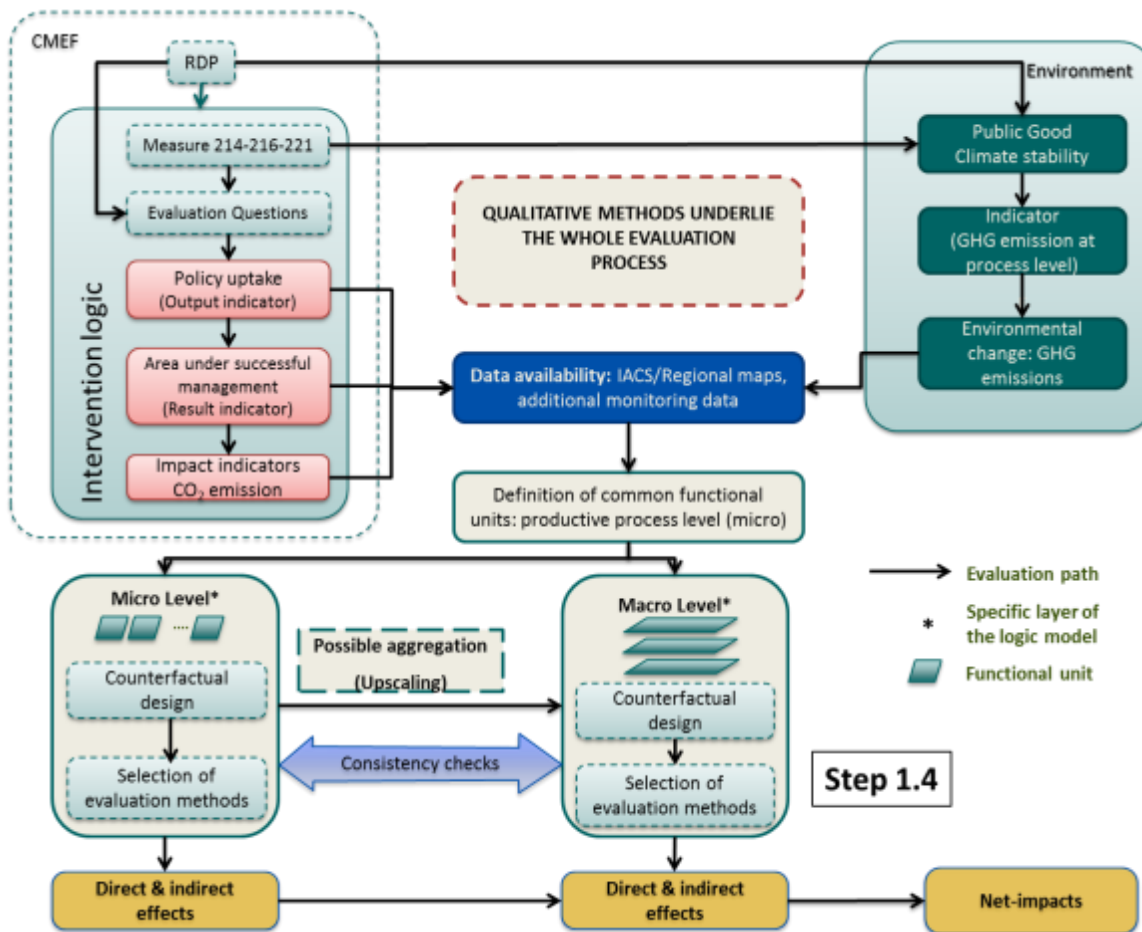 CMEF
RDP
Environment
Intervention logic
Measure 214-216-221
Evaluation Questions
Policy uptake
(Output indicator)
Area under successful
management
(Result indicator)
Impact indicators
CO₂ emission
QUALITATIVE METHODS UNDERLIE
THE WHOLE EVALUATION
PROCESS
Public Good
Climate stability
Indicator
(GHG emission at
process level)
Environmental
change: GHG
emissions
Data availability: IACS/Regional maps,
additional monitoring data
Definition of common functional
units: productive process level (micro)
Micro Level*
....
Counterfactual
design
Selection of
evaluation methods
Possible aggregation
(Upscaling)
Consistency checks
Macro Level*
Counterfactual
design
Selection of
evaluation methods
Evaluation path
*
Specific layer of
the logic model
Functional unit
Step 1.4
Direct & indirect
effects
Direct & indirect
effects
Net-impacts